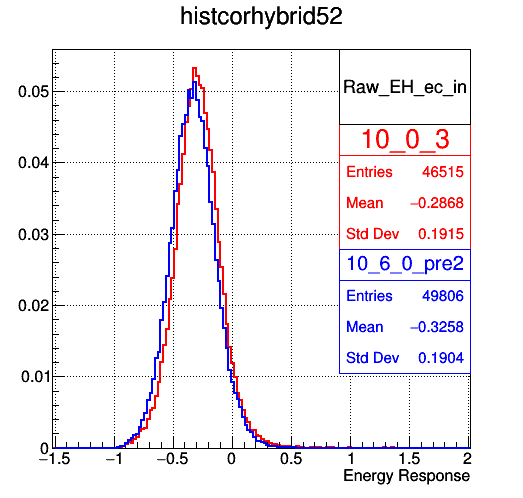 histcorhybrid52
Raw_EH_ec_in
10_0_3
Entries 46515
Mean −0.2868
Std Dev 0.1915
10_6_0_pre2
Entries 49806
Mean −0.3258
Std Dev 0.1904
0.05
0.04
0.03
0.02
0.01
0
−1.5 −1 −0.5 0 0.5 1 1.5 2
Energy Response